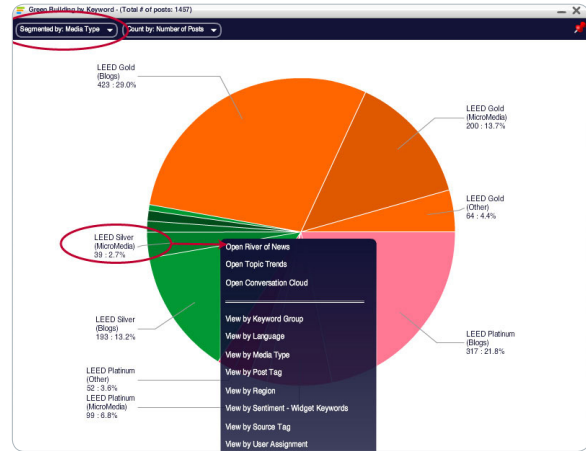 Green Building by Keyword - (Total # of posts: 1457)
Segmented by: Media Type
Count by: Number of Posts
LEED Gold
(Blogs)
423 : 29.0%
LEED Gold
(MicroMedia)
200 : 13.7%
LEED Gold
(Other)
64 : 4.4%
LEED Silver
(MicroMedia)
39 : 2.7%
LEED Silver
(Blogs)
193 : 13.2%
LEED Platinum
(Other)
52 : 3.6%
LEED Platinum
(MicroMedia)
99 : 6.8%
LEED Platinum
(Blogs)
317 : 21.8%
Open River of News
Open Topic Trends
Open Conversation Cloud
View by Keyword Group
View by Language
View by Media Type
View by Post Tag
View by Region
View by Sentiment - Widget Keywords
View by Source Tag
View by User Assignment